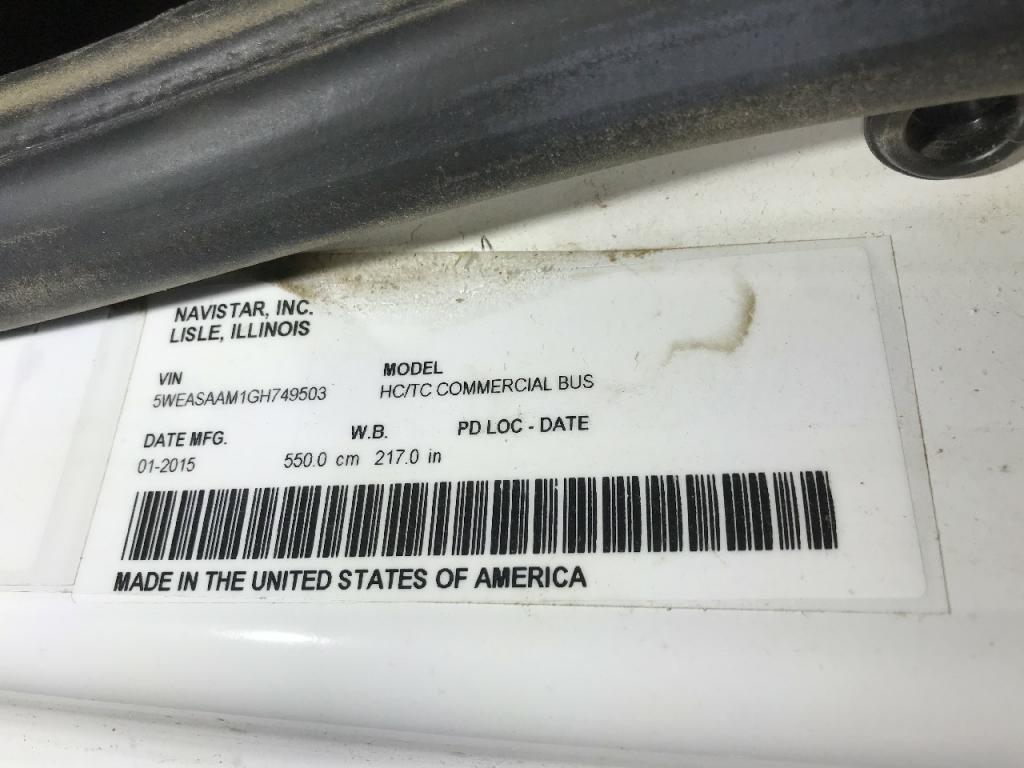 NAVISTAR, INC.
LISLE, ILLINOIS
VIN MODEL
5WEASAAM1GH749503 HC/TC COMMERCIAL BUS
DATE MFG. W.B. PD LOC - DATE
01-2015 550.0 cm 217.0 in
MADE IN THE UNITED STATES OF AMERICA